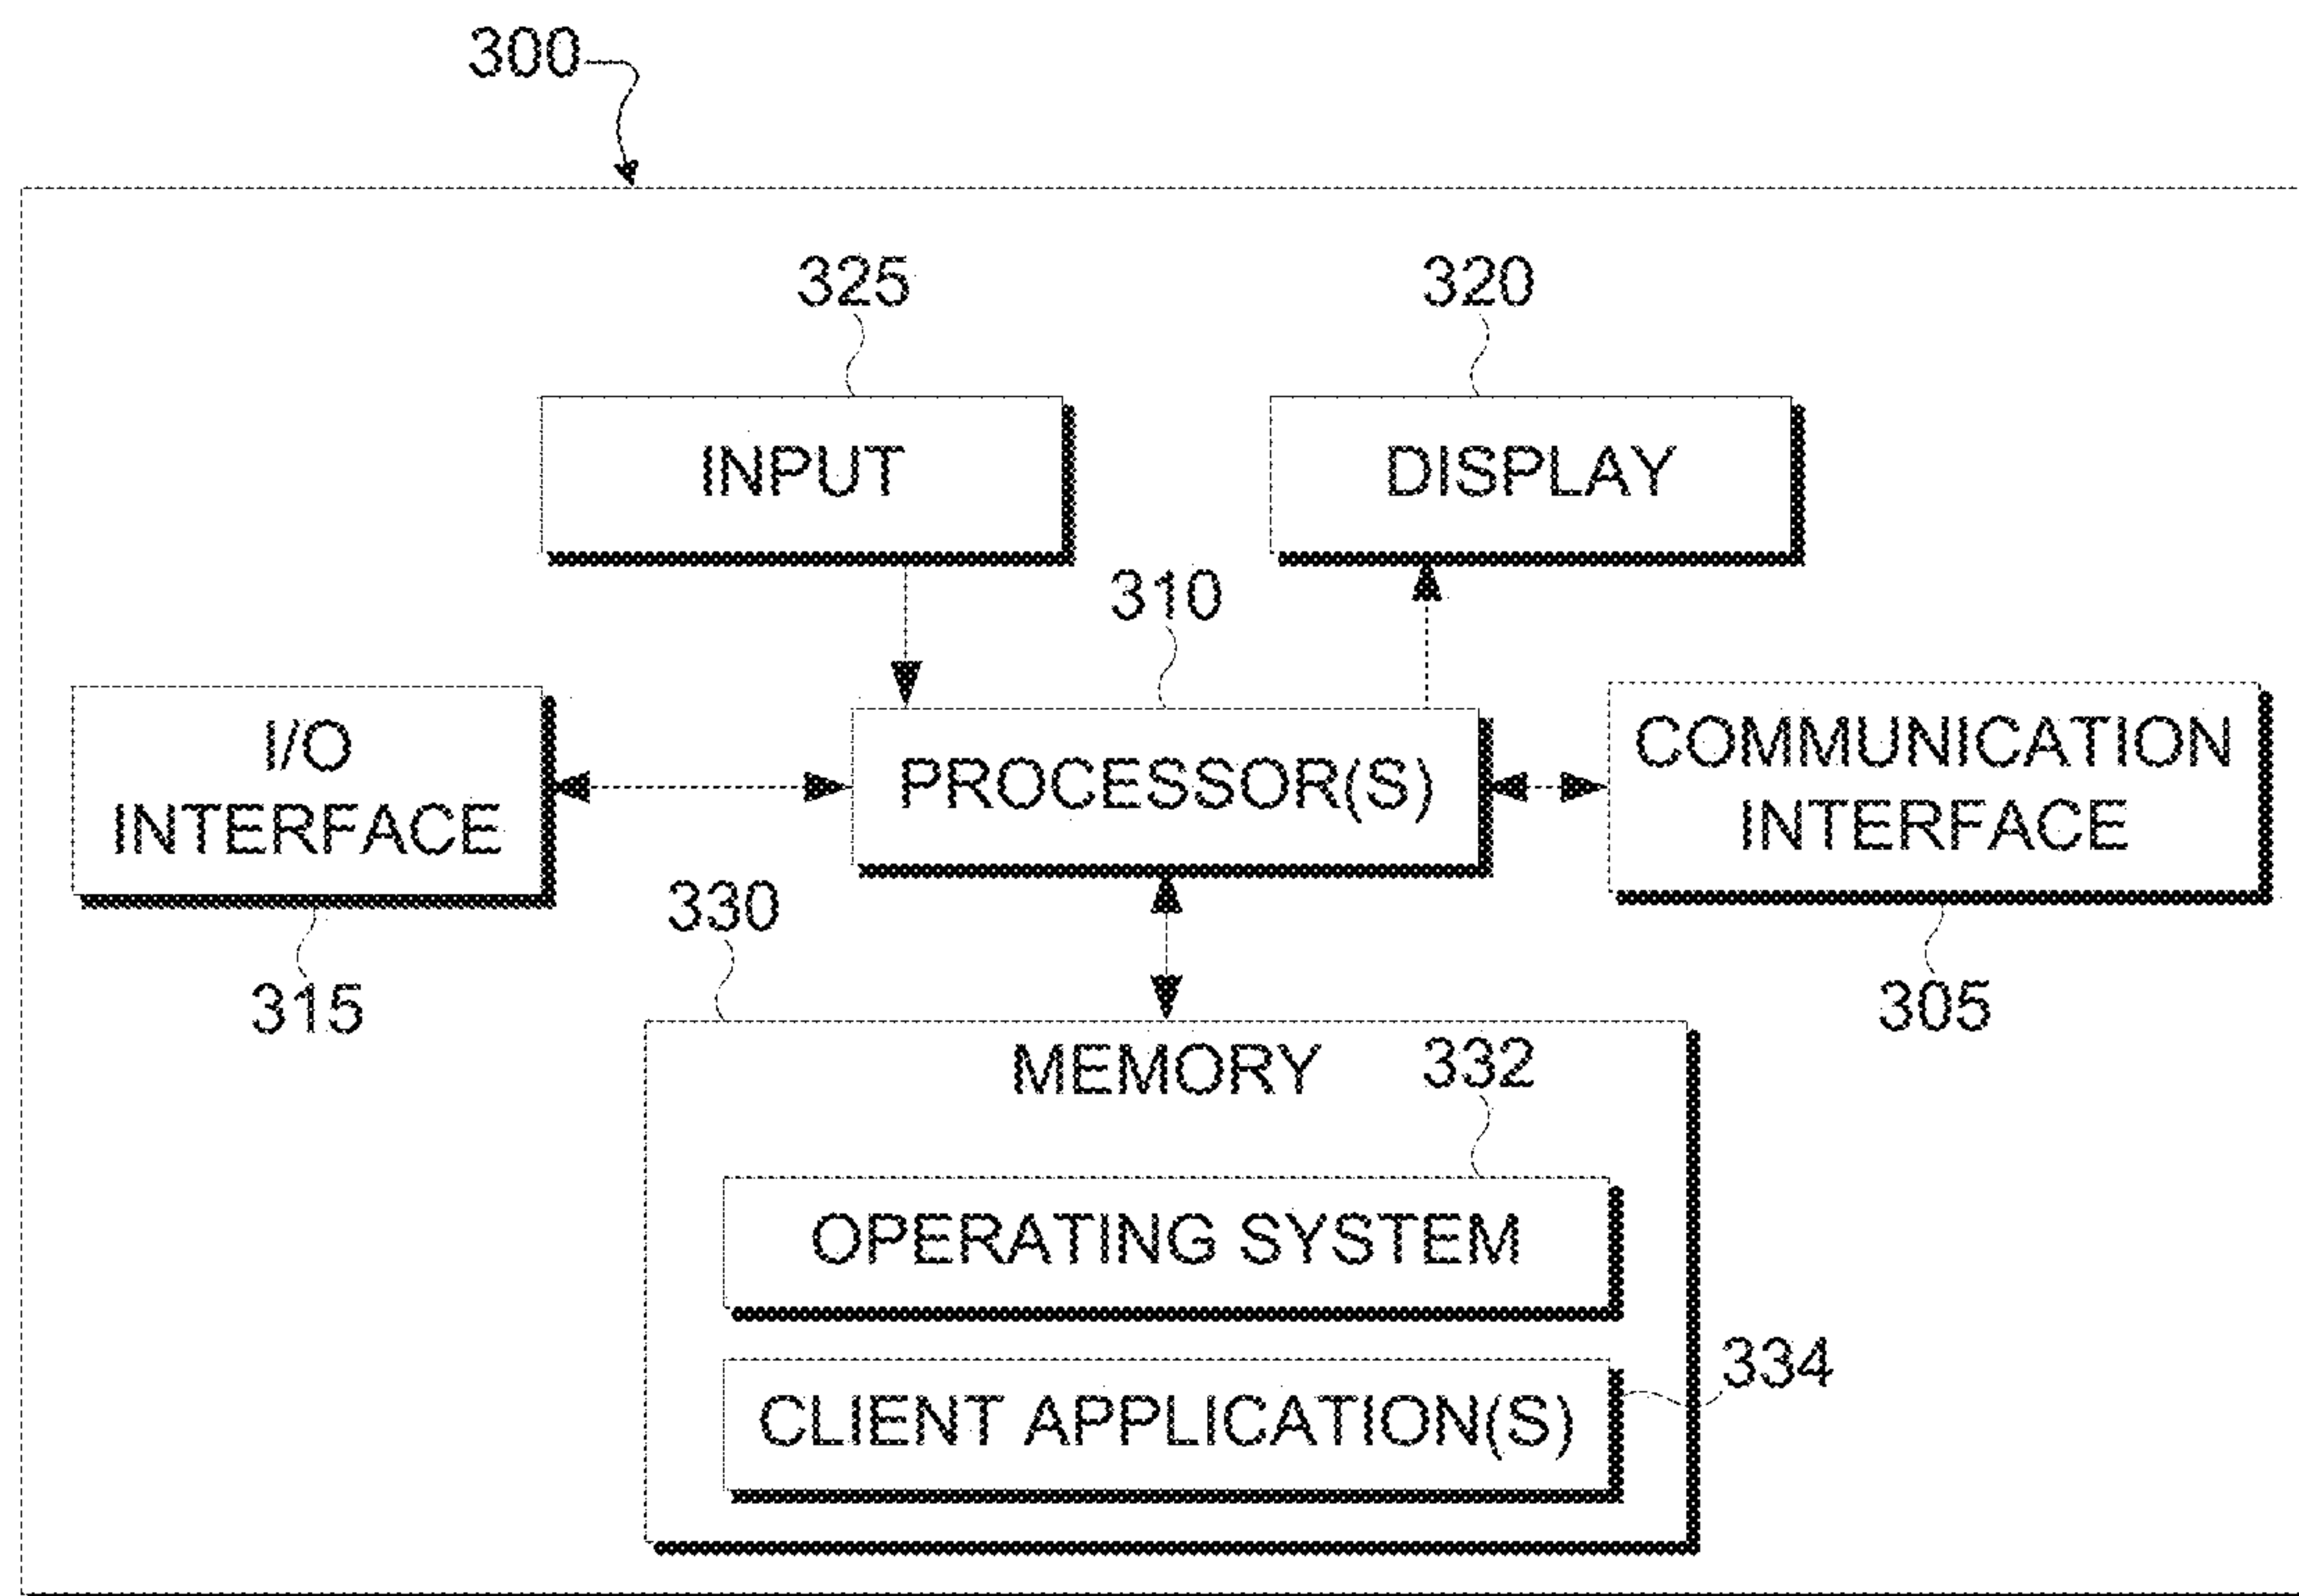 300
325
320
INPUT
DISPLAY
310
I/O
INTERFACE
PROCESSOR(S)
COMMUNICATION
INTERFACE
330
315
305
MEMORY
332
OPERATING SYSTEM
334
CLIENT APPLICATION(S)